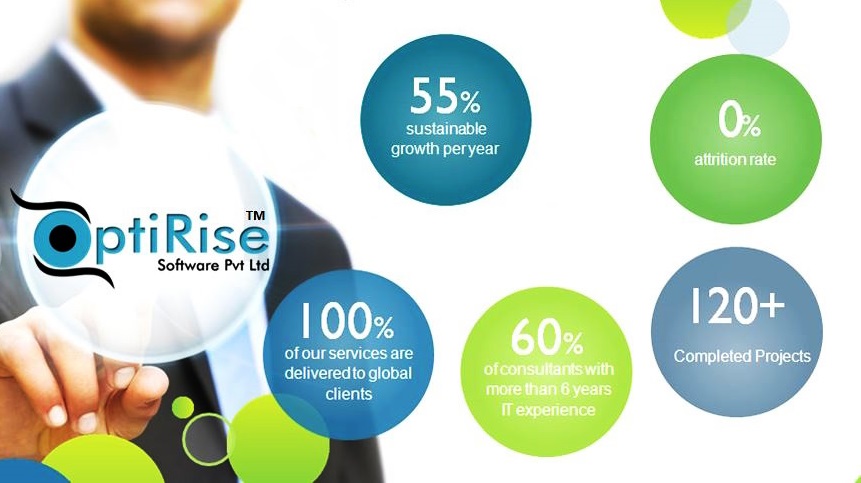 OptiRise™
Software Pvt Ltd
55%
sustainable
growth per year
0%
attrition rate
100%
of our services are
delivered to global
clients
60%
of consultants with
more than 6 years
IT experience
120+
Completed Projects